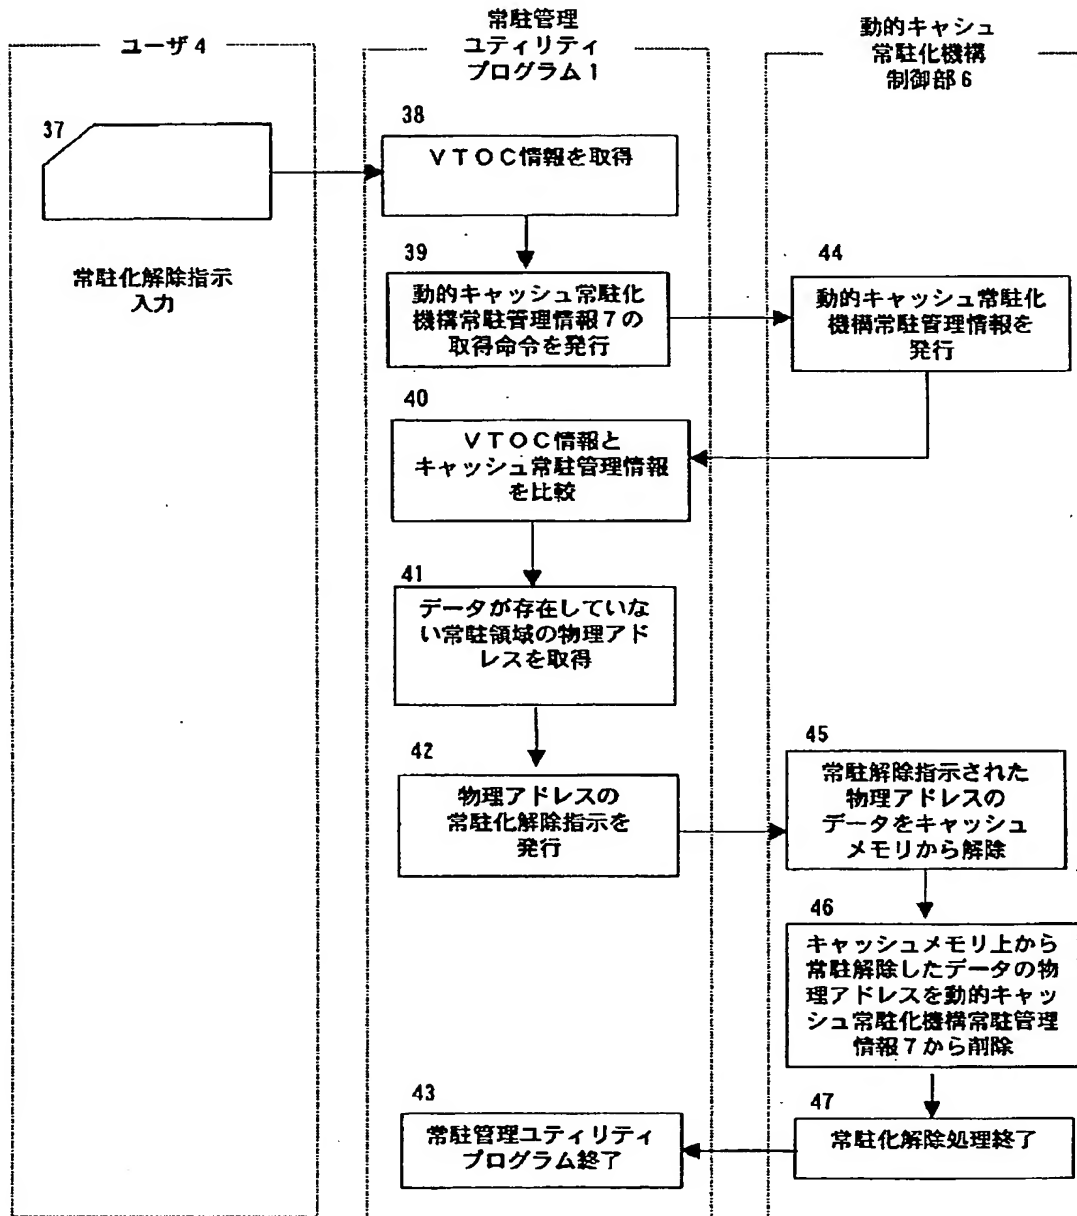 ユーザ4
常駐管理
ユティリティ
プログラム1
動的キャシュ
常駐化機構
制御部6
37
常駐化解除指示
入力
38
VTOC情報を取得
39
動的キャッシュ常駐化
機構常駐管理情報7の
取得命令を発行
44
動的キャッシュ常駐化
機構常駐管理情報を
発行
40
VTOC情報と
キャッシュ常駐管理情報
を比較
41
データが存在していな
い常駐領域の物理アド
レスを取得
42
物理アドレスの
常駐化解除指示を
発行
45
常駐解除指示された
物理アドレスの
データをキャッシュ
メモリから解除
46
キャッシュメモリ上から
常駐解除したデータの物
理アドレスを動的キャッ
シュ常駐化機構常駐管理
情報7から削除
47
常駐化解除処理終了
43
常駐管理ユティリティ
プログラム終了